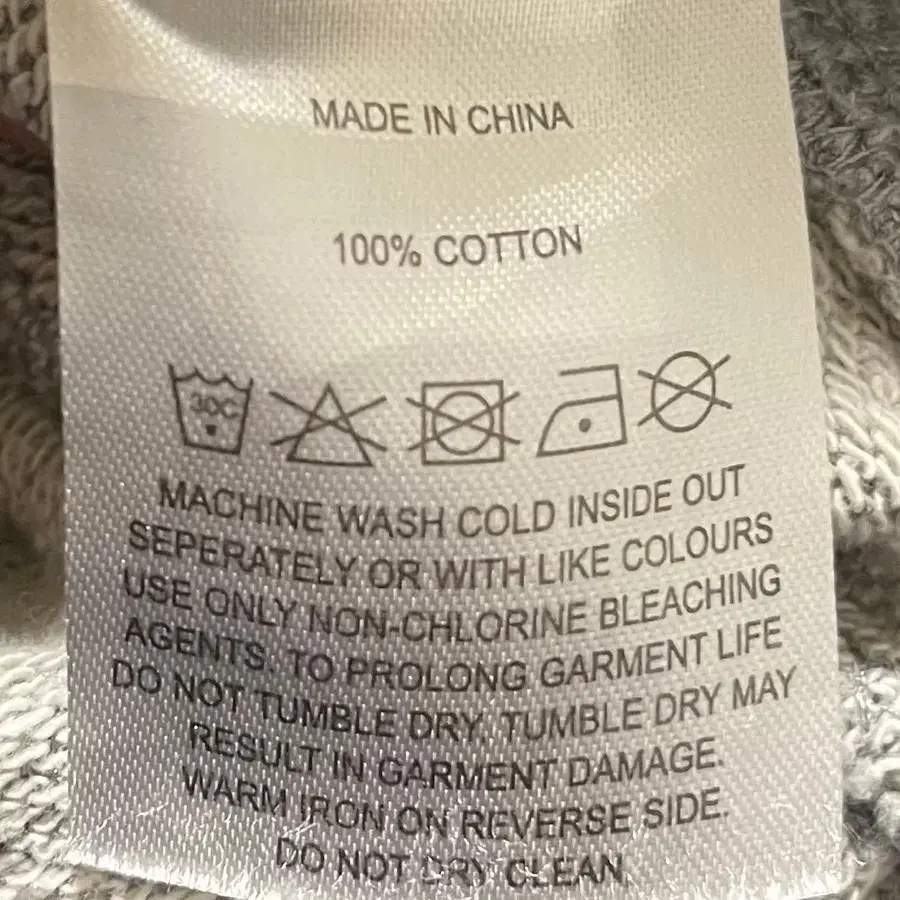 MADE IN CHINA
100% COTTON
30C
MACHINE WASH COLD INSIDE OUT
SEPERATELY OR WITH LIKE COLOURS
USE ONLY NON-CHLORINE BLEACHING
AGENTS. TO PROLONG GARMENT LIFE
DO NOT TUMBLE DRY. TUMBLE DRY MAY
RESULT IN GARMENT DAMAGE.
WARM IRON ON REVERSE SIDE.
DO NOT DRY CLEAN